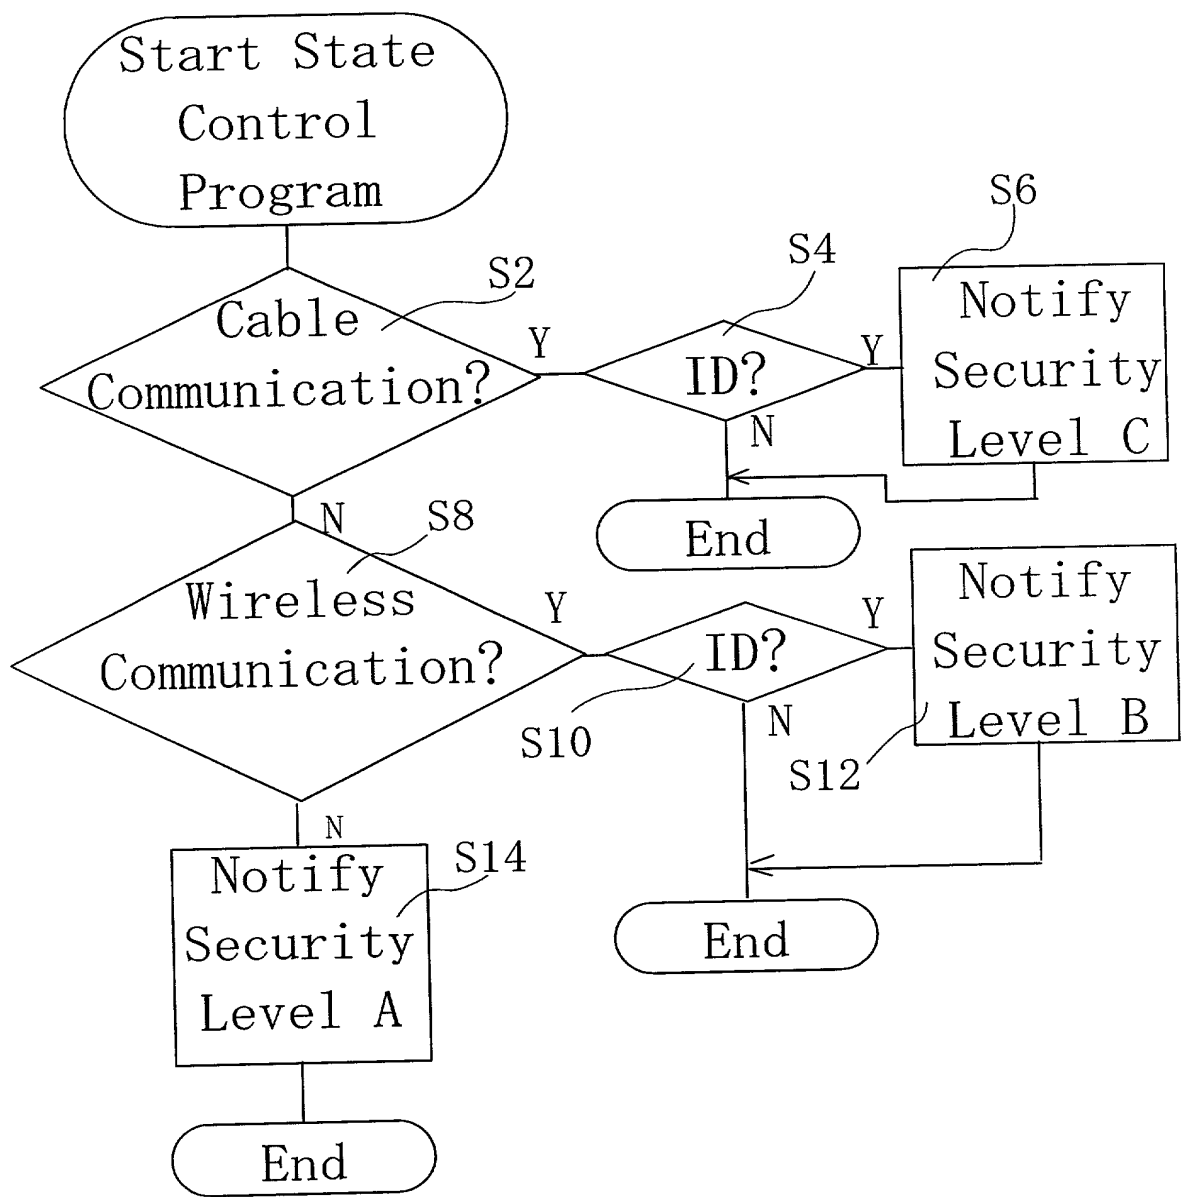 Start State
Control
Program
S2
Cable
Communication?
Y
N
S4
ID?
Y
N
S6
Notify
Security
Level C
End
S8
Wireless
Communication?
Y
N
S10
ID?
Y
N
S12
Notify
Security
Level B
End
S14
Notify
Security
Level A
End